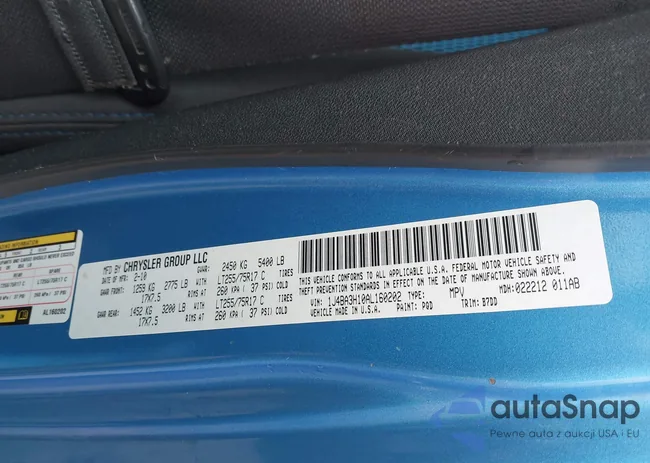 MFD BY CHRYSLER GROUP LLC
DATE OF MFR: 2-10 GVWR: 2450 KG 5400 LB
GAWR FRONT: 1259 KG 2775 LB WITH LT255/75R17 C TIRES
17X7.5 RIMS AT 260 KPA ( 37 PSI) COLD
GAWR REAR: 1452 KG 3200 LB WITH LT255/75R17 C TIRES
17X7.5 RIMS AT 260 KPA ( 37 PSI) COLD
THIS VEHICLE CONFORMS TO ALL APPLICABLE U.S.A. FEDERAL MOTOR VEHICLE SAFETY AND
THEFT PREVENTION STANDARDS IN EFFECT ON THE DATE OF MANUFACTURE SHOWN ABOVE.
VIN: 1J4BA3H10AL160202 TYPE: MPV MDH: 022212 011AB
VEHICLE MADE IN U.S.A. PAINT: PQD TRIM: B7DD
AL160202
autaSnap
Pewne auta z aukcji USA i EU